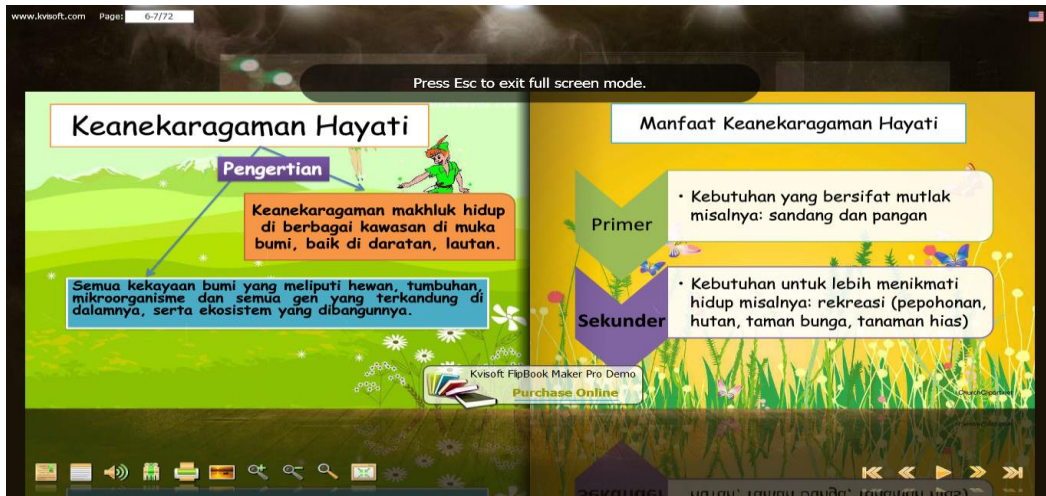 www.kvisoft.com Page: 6-7/72
Press Esc to exit full screen mode.
Keanekaragaman Hayati
Pengertian
Keanekaragaman makhluk hidup
di berbagai kawasan di muka
bumi, baik di daratan, lautan.
Semua kekayaan bumi yang meliputi hewan, tumbuhan,
mikroorganisme dan semua gen yang terkandung di
dalamnya, serta ekosistem yang dibangunnya.
Manfaat Keanekaragaman Hayati
Primer
• Kebutuhan yang bersifat mutlak
misalnya: sandang dan pangan
Sekunder
• Kebutuhan untuk lebih menikmati
hidup misalnya: rekreasi (pepohonan,
hutan, taman bunga, tanaman hias)
Kvisoft FlipBook Maker Pro Demo
Purchase Online